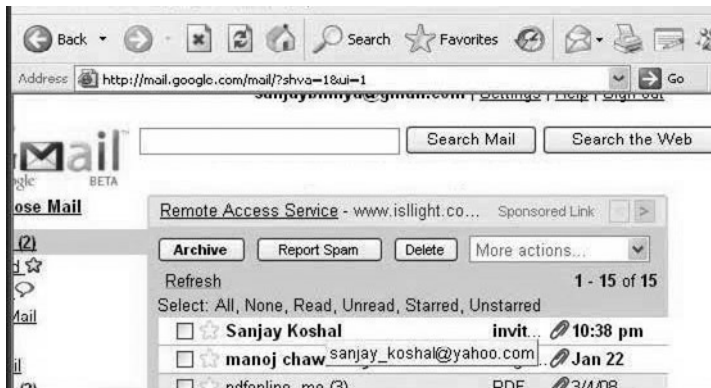 Back Search Favorites
Address http://mail.google.com/mail/?shva=1&ui=1 Go
Settings | Help | Sign out
Mail
BETA
Search Mail Search the Web
ose Mail
Remote Access Service - www.isllight.co... Sponsored Link < >
(2)
Archive Report Spam Delete More actions...
Refresh 1 - 15 of 15
Select: All, None, Read, Unread, Starred, Unstarred
Mail
Sanjay Koshal invit... 10:38 pm
manoj chaw sanjay_koshal@yahoo.com Jan 22
il
(2) pdfonline, me (3) PDF 3/4/08